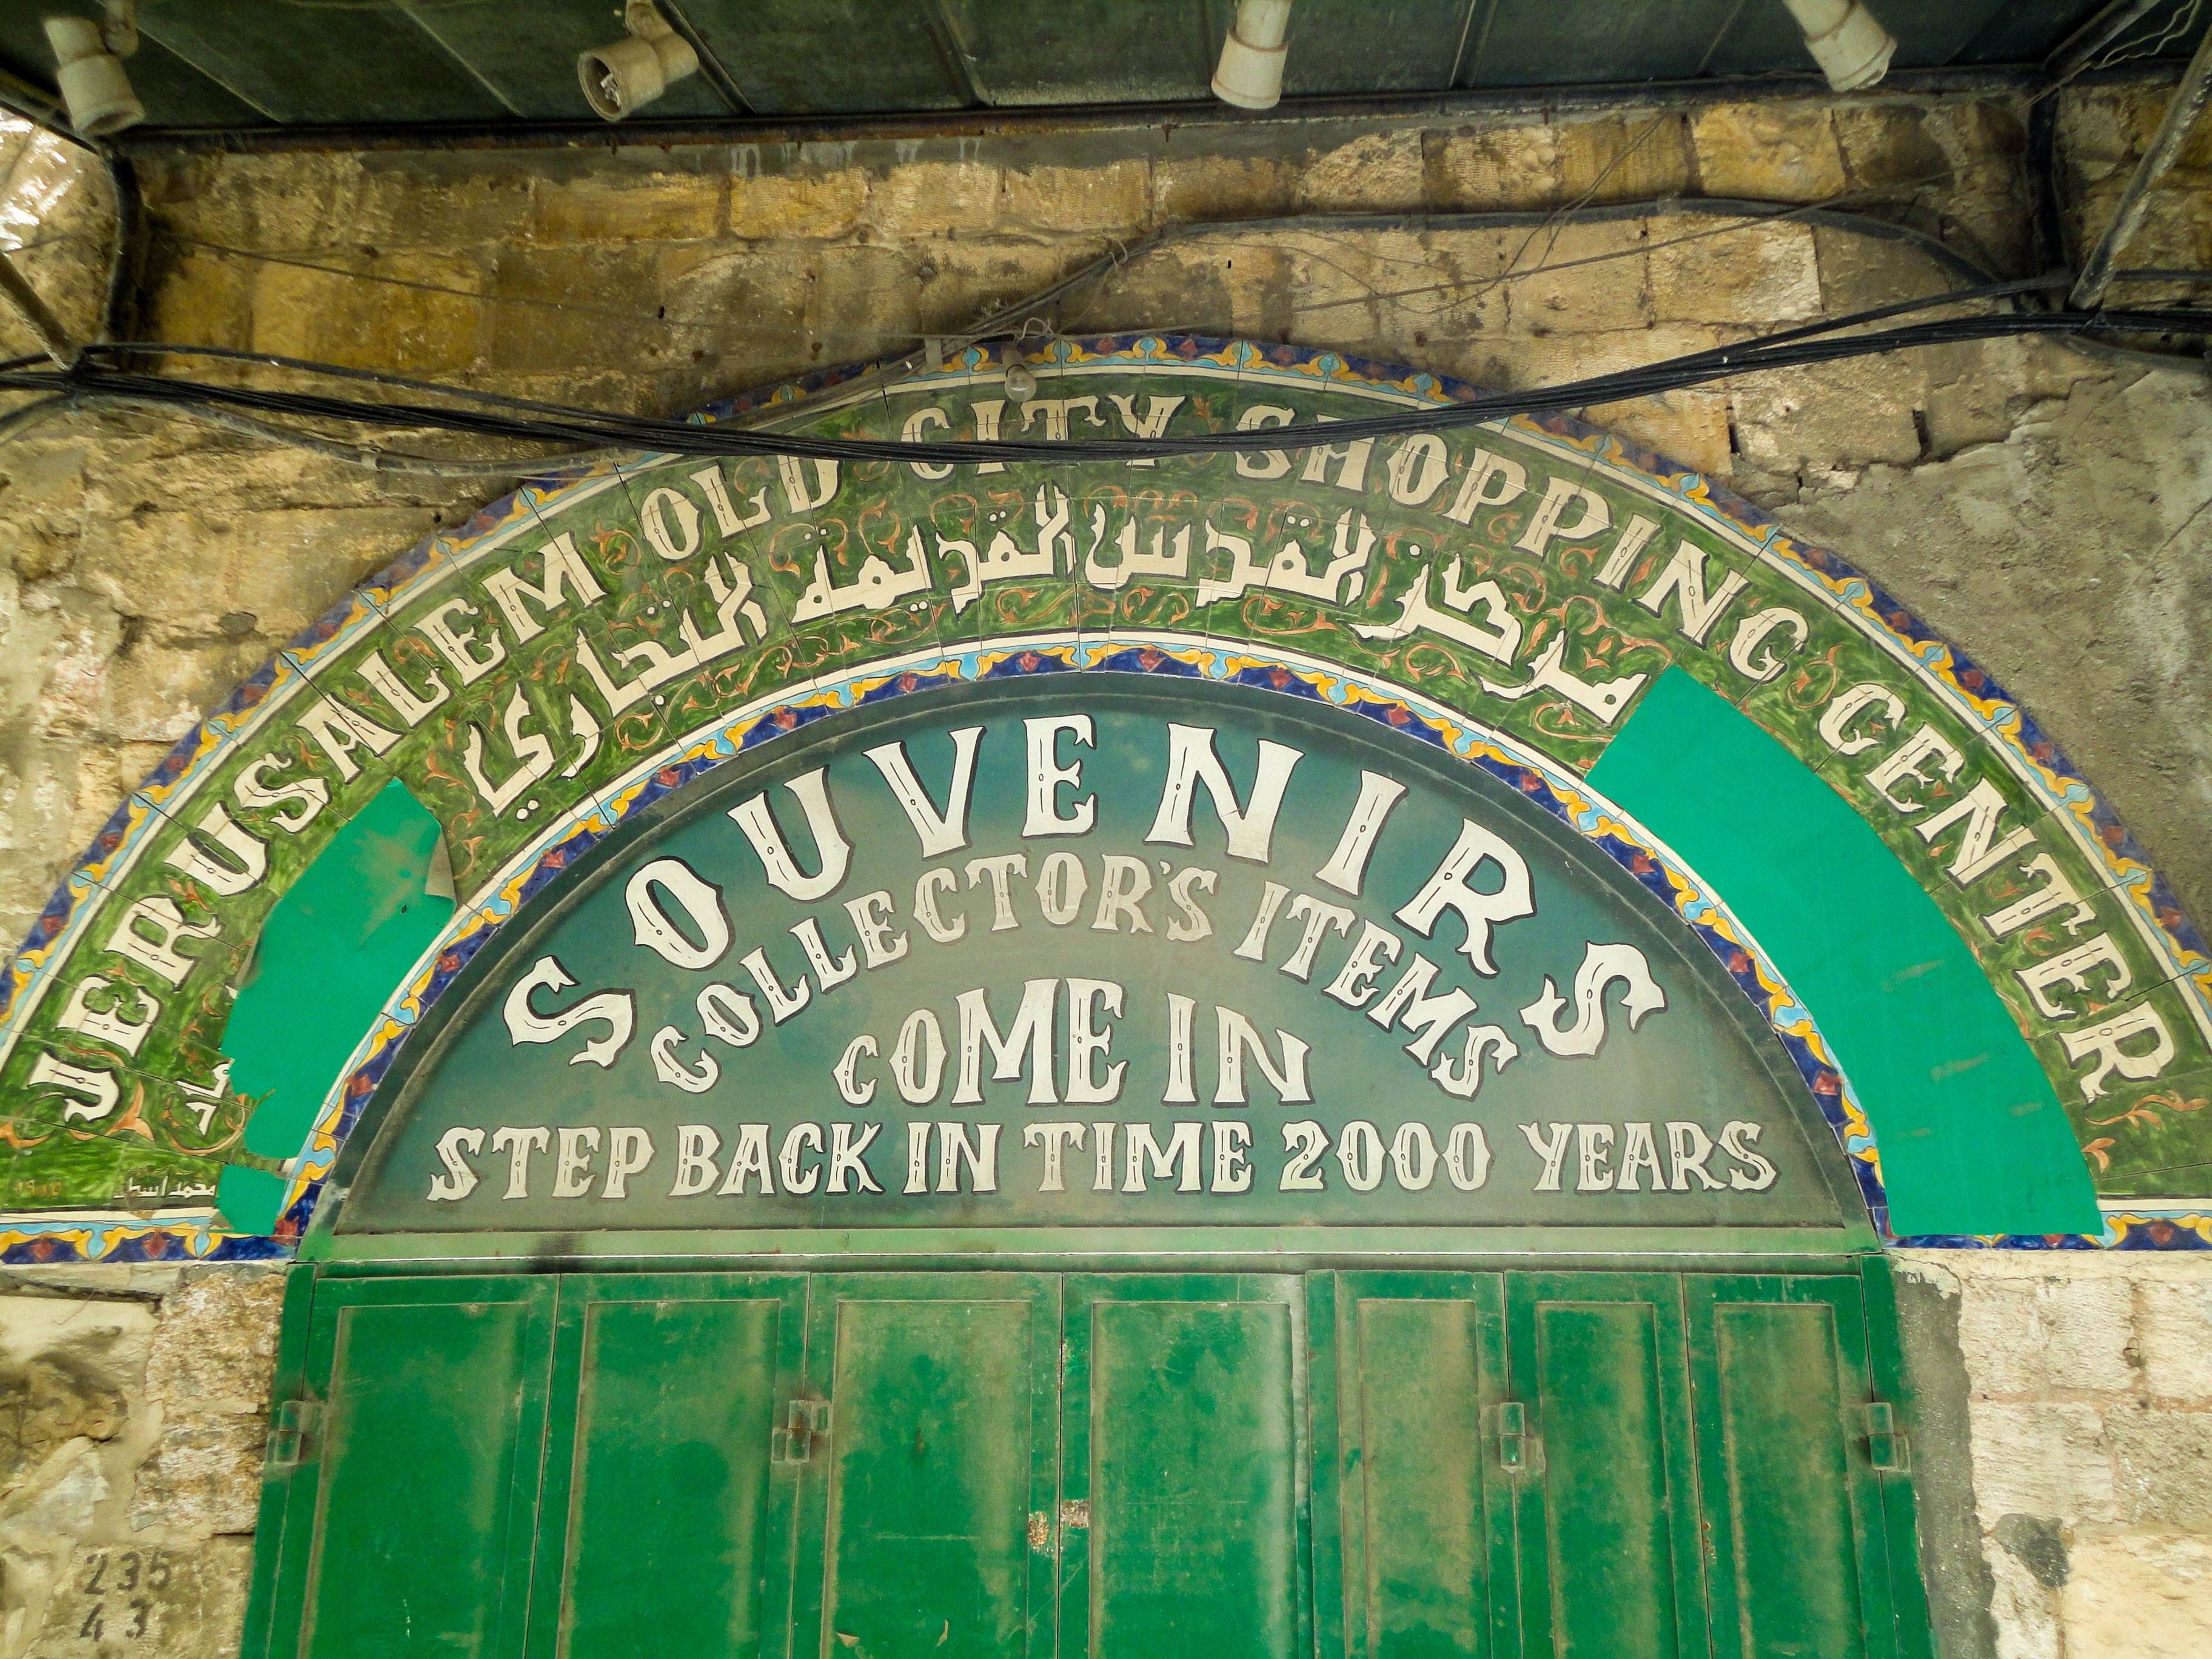 JERUSALEM OLD CITY SHOPPING CENTER
مركز القدس القديمة التجاري
SOUVENIRS
COLLECTOR'S ITEMS
COME IN
STEP BACK IN TIME 2000 YEARS
235
43